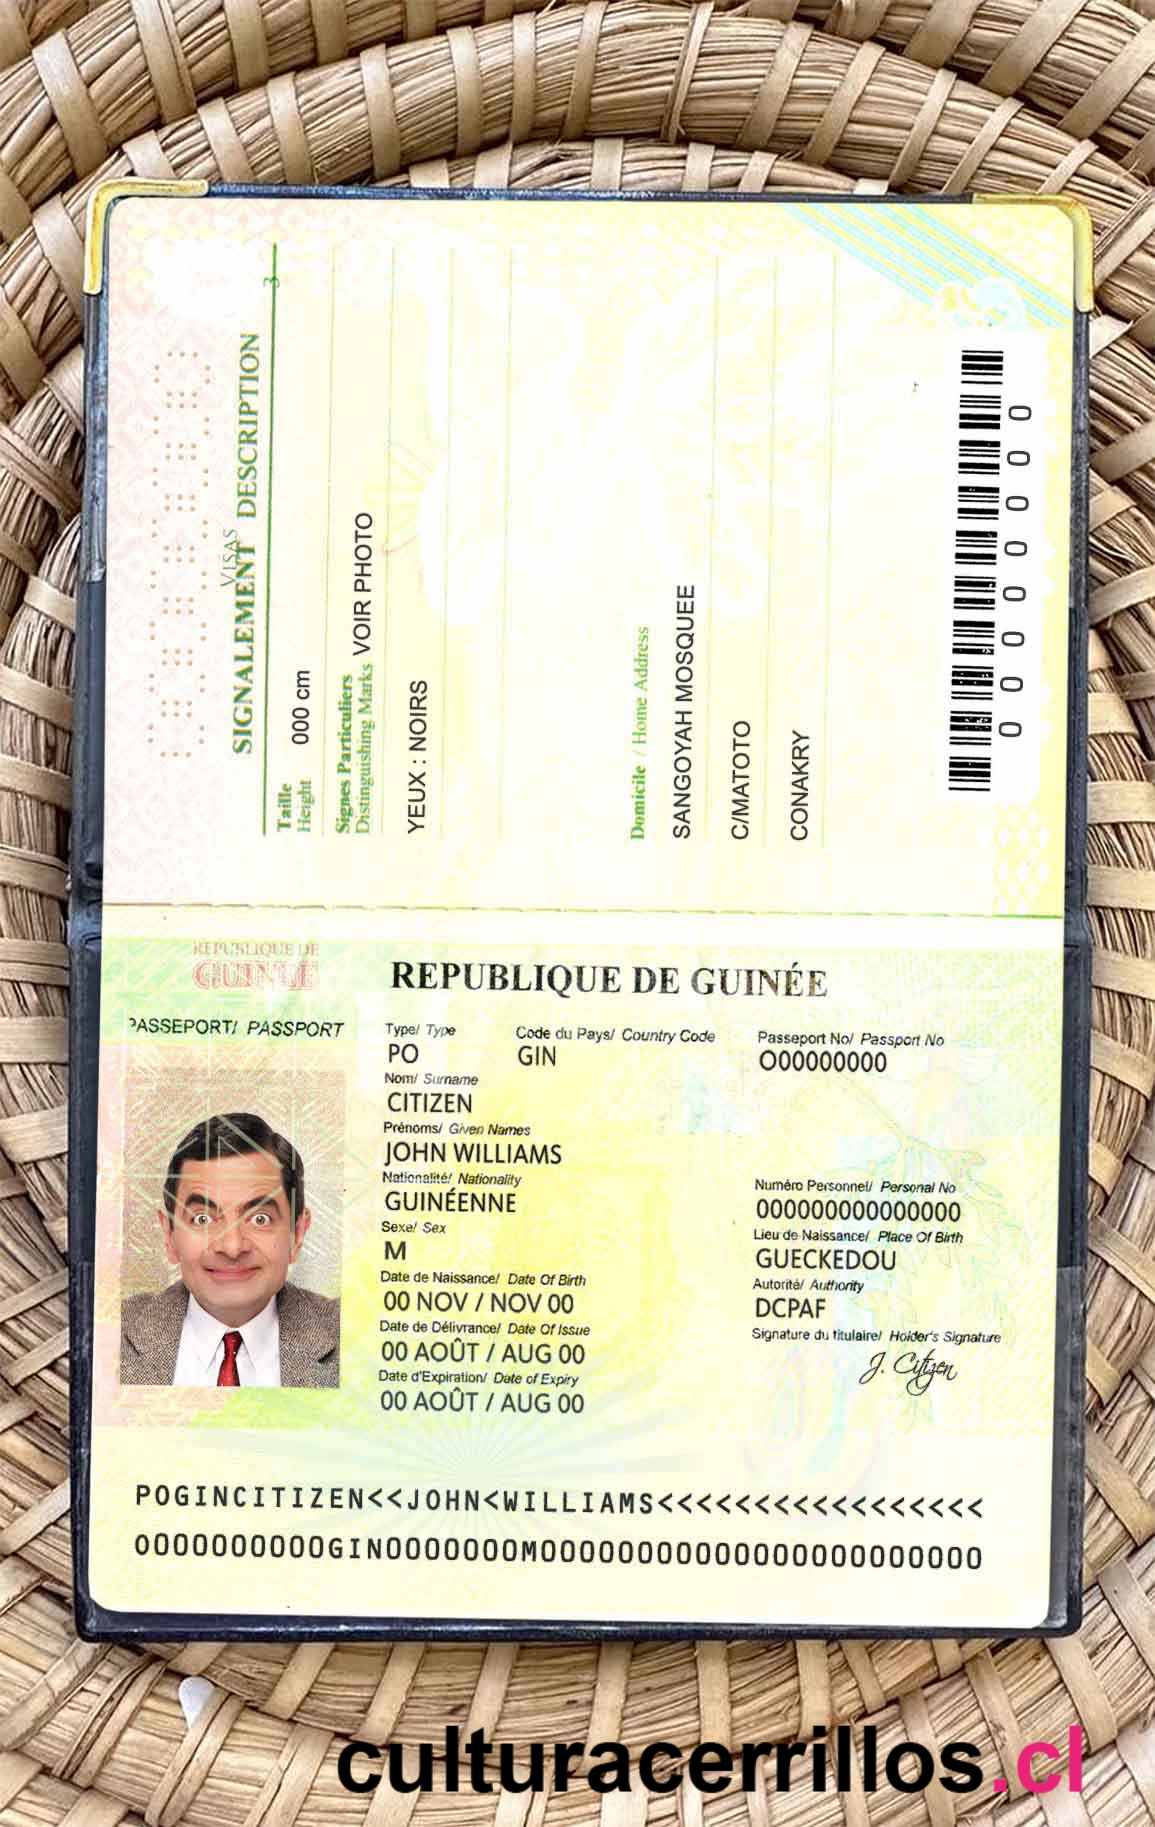 VISAS
3
SIGNALEMENT DESCRIPTION
Taille
Height 000 cm
Signes Particuliers
Distinguishing Marks VOIR PHOTO
YEUX : NOIRS
Domicile / Home Address
SANGOYAH MOSQUEE
C/MATOTO
CONAKRY
0 0 0 0 0 0 0 0
REPUBLIQUE DE
GUINÉE
REPUBLIQUE DE GUINÉE
PASSEPORT/ PASSPORT
Type/ Type Code du Pays/ Country Code Passeport No/ Passport No
PO GIN O00000000
Nom/ Surname
CITIZEN
Prénoms/ Given Names
JOHN WILLIAMS
Nationalité/ Nationality
GUINÉENNE
Numéro Personnel/ Personal No
000000000000000
Sexe/ Sex
M
Lieu de Naissance/ Place Of Birth
GUECKEDOU
Date de Naissance/ Date Of Birth
00 NOV / NOV 00
Autorité/ Authority
DCPAF
Date de Délivrance/ Date Of Issue
00 AOÛT / AUG 00
Signature du titulaire/ Holder's Signature
J. Citizen
Date d'Expiration/ Date of Expiry
00 AOÛT / AUG 00
POGINCITIZEN<<JOHN<WILLIAMS<<<<<<<<<<<<<<<<<
O000000000GIN0000000M00000000000000000000000
culturacerrillos.cl